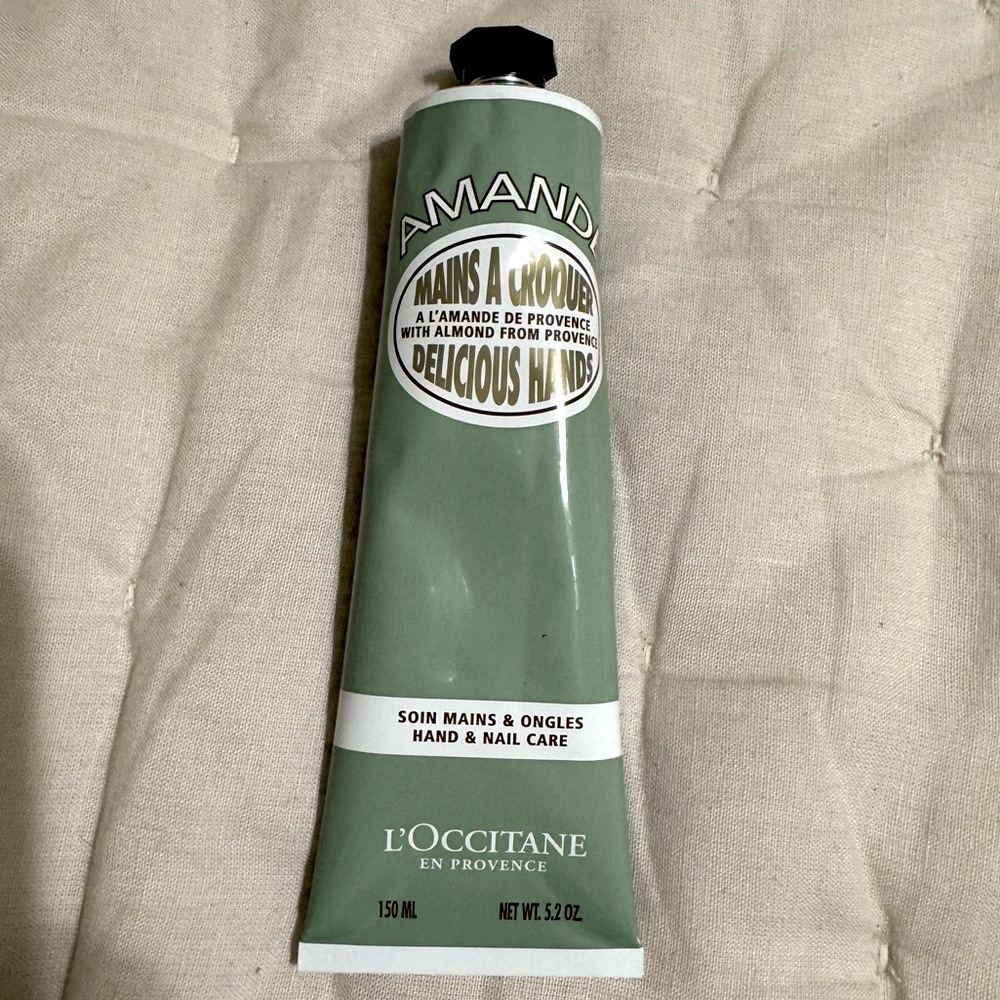 AMANDE
MAINS A CROQUER
A L'AMANDE DE PROVENCE
WITH ALMOND FROM PROVENCE
DELICIOUS HANDS
SOIN MAINS & ONGLES
HAND & NAIL CARE
L'OCCITANE
EN PROVENCE
150 ML NET WT. 5.2 OZ.